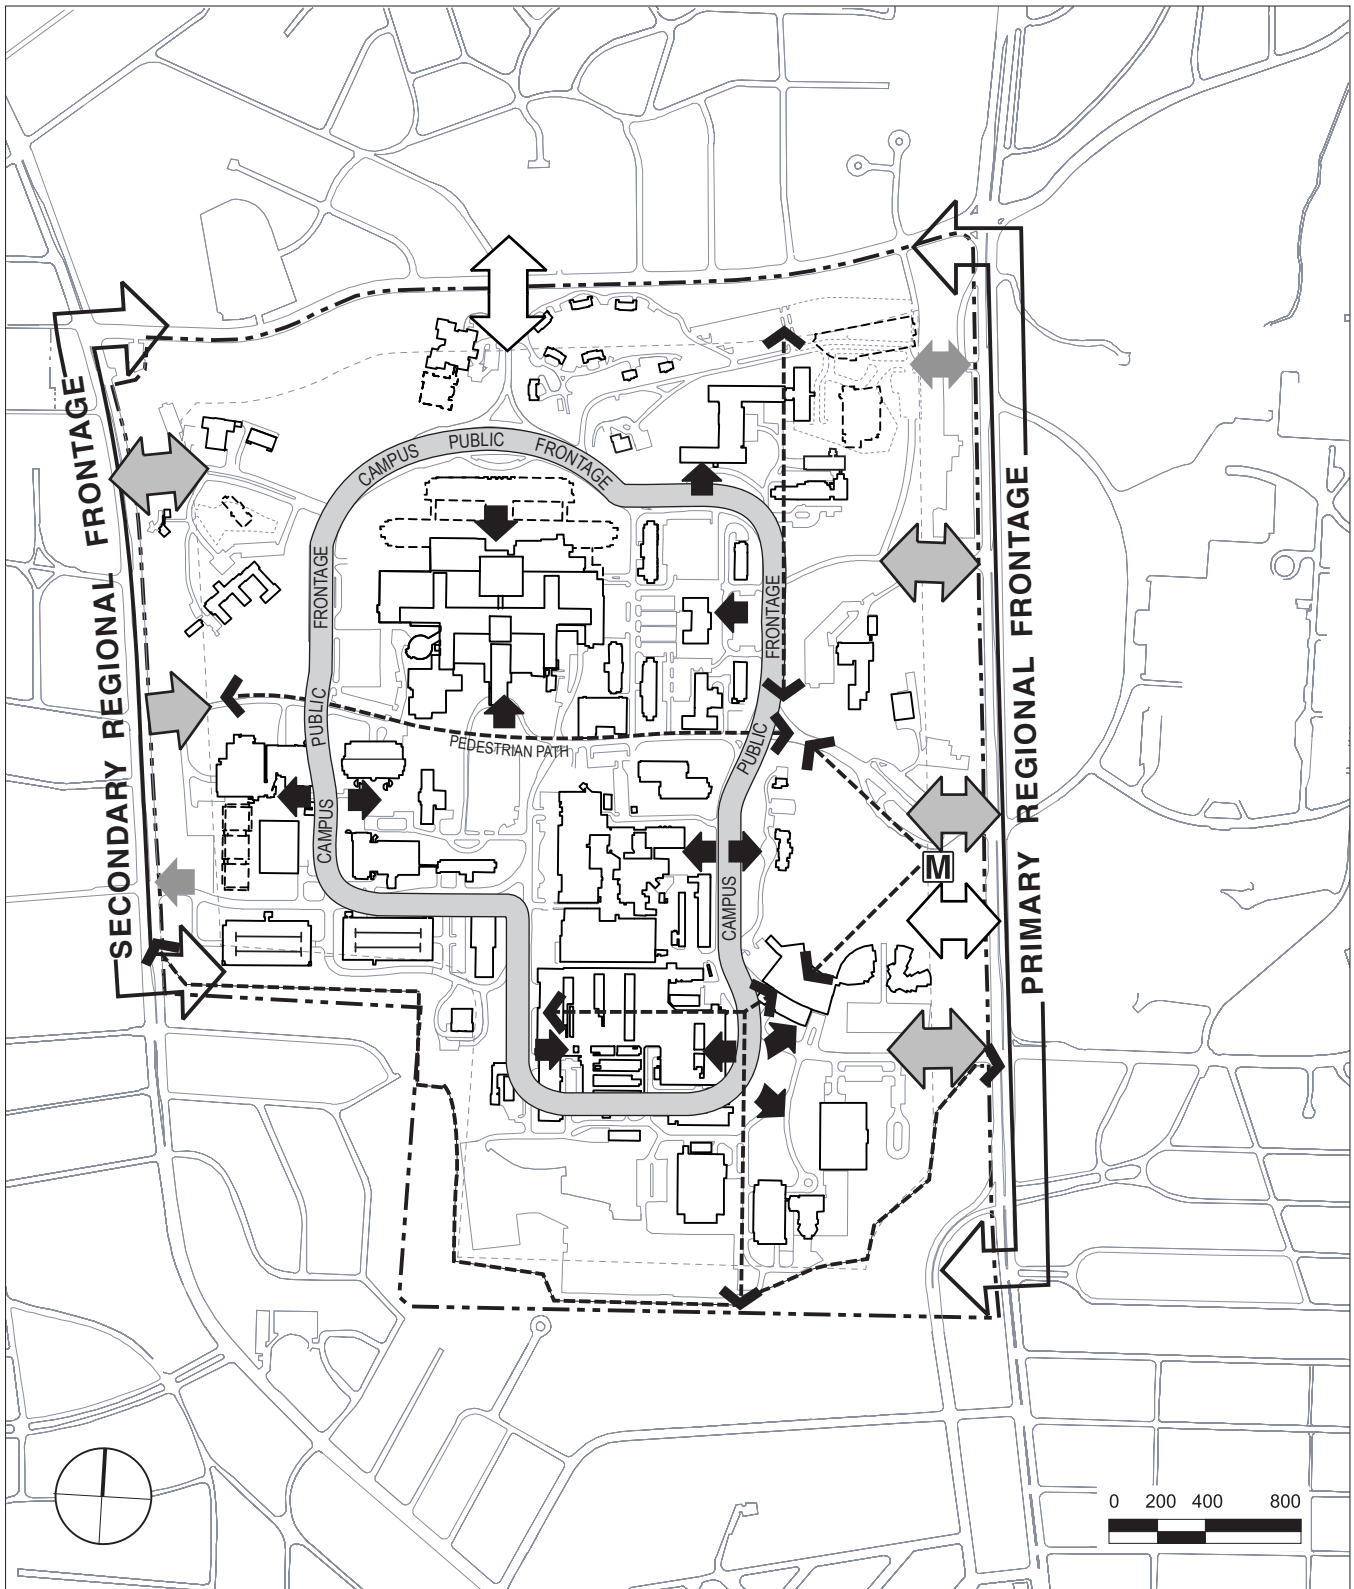 CAMPUS PUBLIC FRONTAGE
SECONDARY REGIONAL FRONTAGE
CAMPUS PUBLIC FRONTAGE
CAMPUS PUBLIC FRONTAGE
PRIMARY REGIONAL FRONTAGE
PEDESTRIAN PATH
M
0 200 400 800